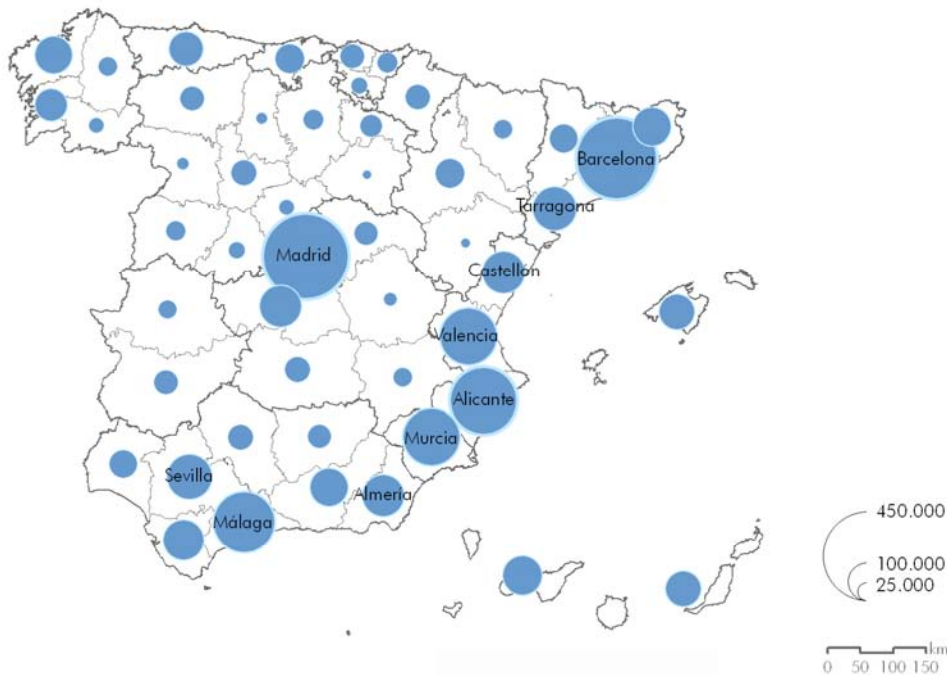 Barcelona
Tarragona
Madrid
Castellón
Valencia
Alicante
Murcia
Sevilla
Almería
Málaga
450.000
100.000
25.000
km
0 50 100 150